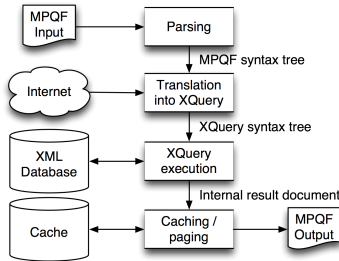 MPQF
Input
Parsing
MPQF syntax tree
Internet
Translation
into XQuery
XQuery syntax tree
XML
Database
XQuery
execution
Internal result document
Cache
Caching /
paging
MPQF
Output